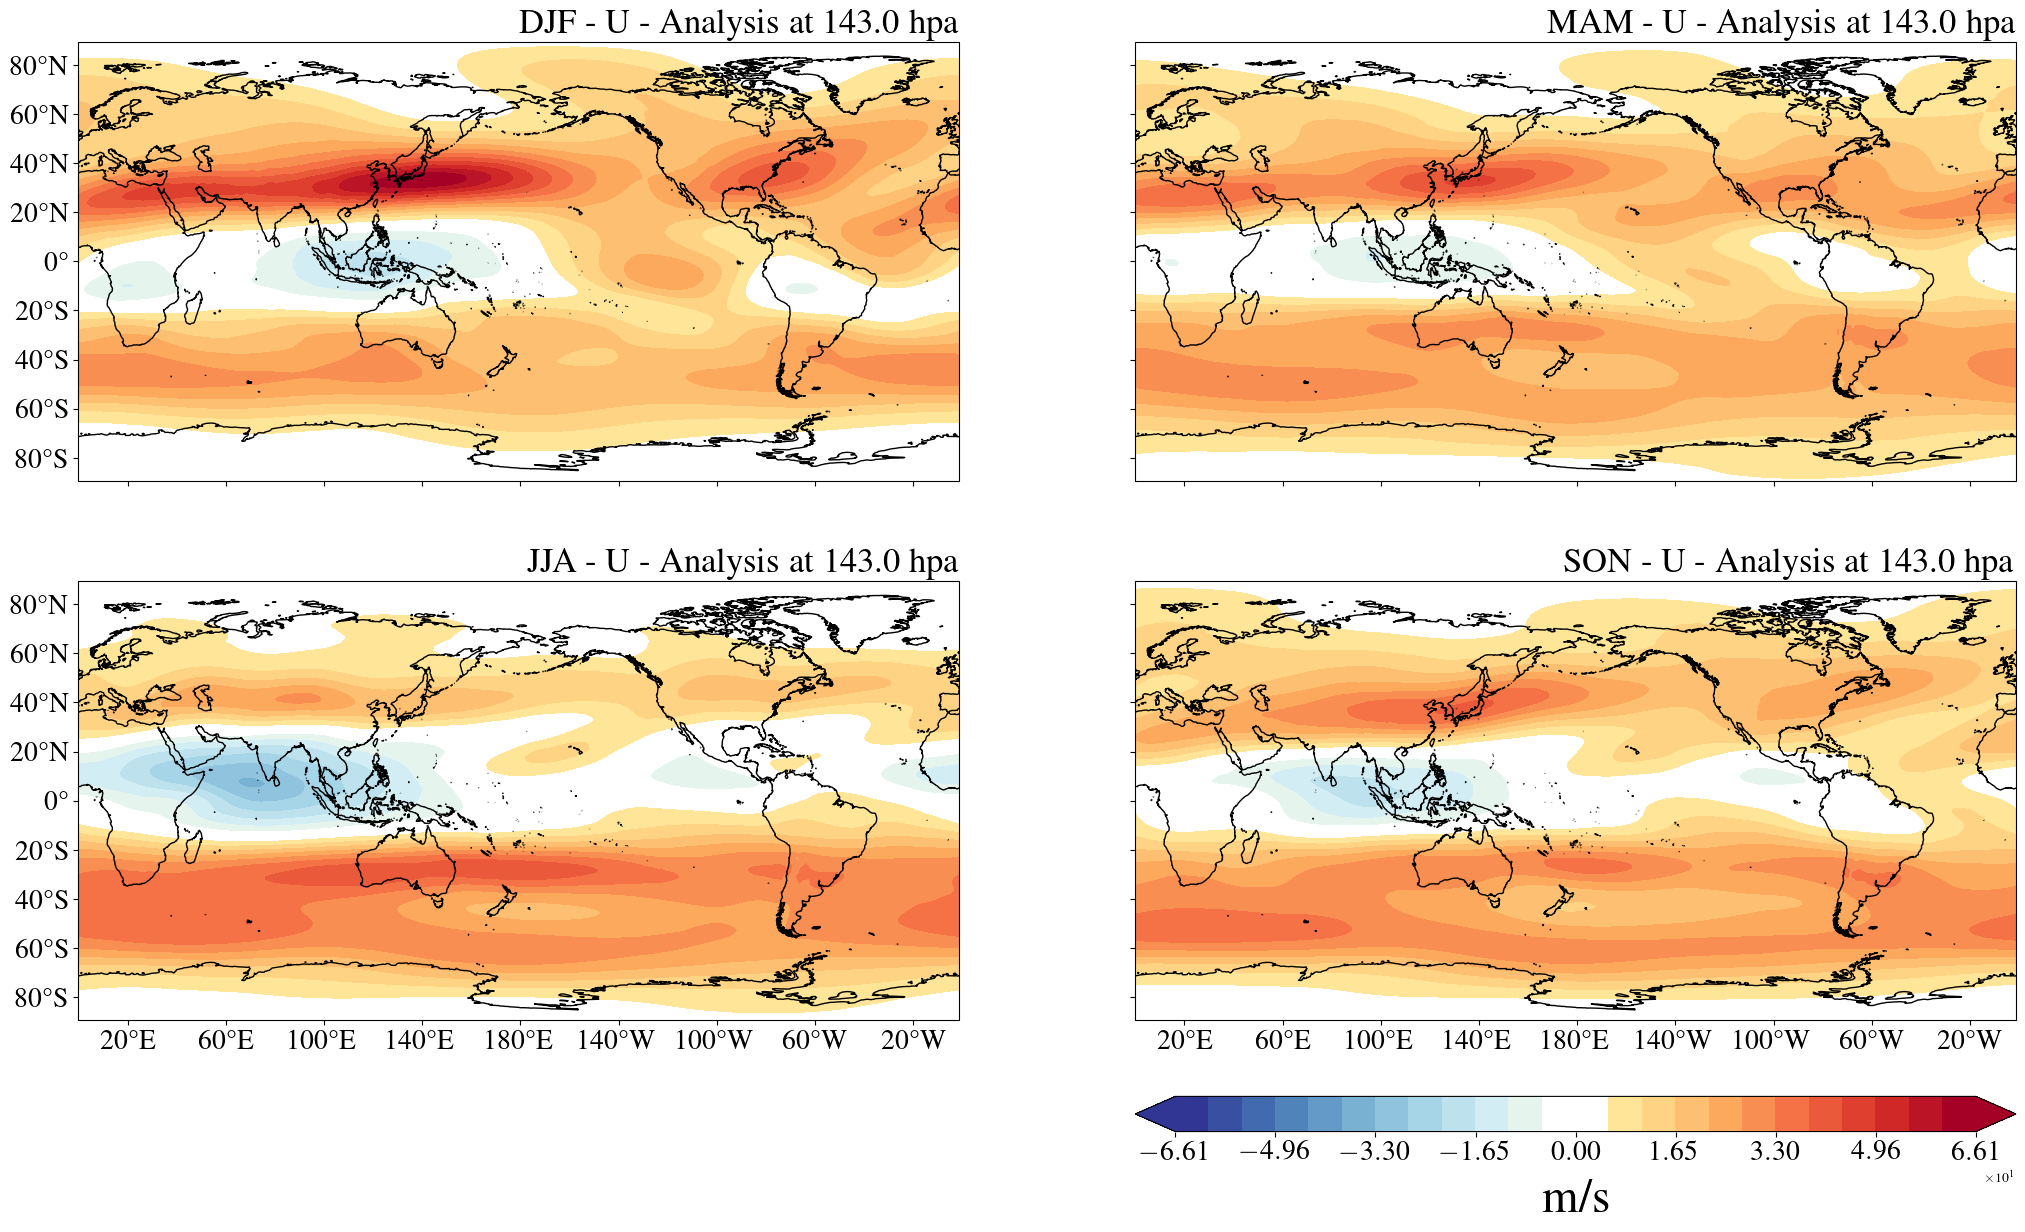 DJF - U - Analysis at 143.0 hpa
MAM - U - Analysis at 143.0 hpa
80°N
60°N
40°N
20°N
0°
20°S
40°S
60°S
80°S
JJA - U - Analysis at 143.0 hpa
SON - U - Analysis at 143.0 hpa
80°N
60°N
40°N
20°N
0°
20°S
40°S
60°S
80°S
20°E 60°E 100°E 140°E 180°E 140°W 100°W 60°W 20°W
20°E 60°E 100°E 140°E 180°E 140°W 100°W 60°W 20°W
−6.61 −4.96 −3.30 −1.65 0.00 1.65 3.30 4.96 6.61
×10¹
m/s